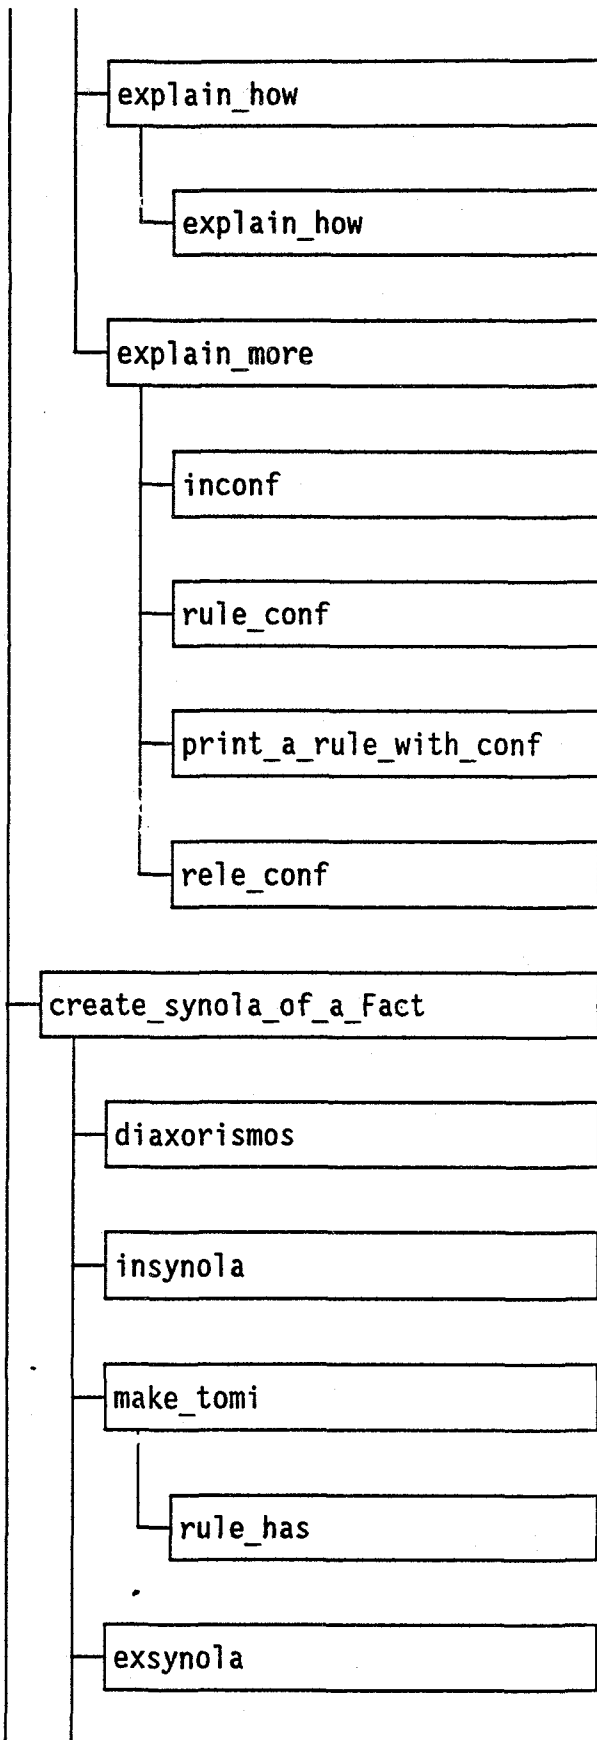 explain_how
explain_how
explain_more
inconf
rule_conf
print_a_rule_with_conf
rele_conf
create_synola_of_a_Fact
diaxorismos
insynola
make_tomi
rule_has
exsynola